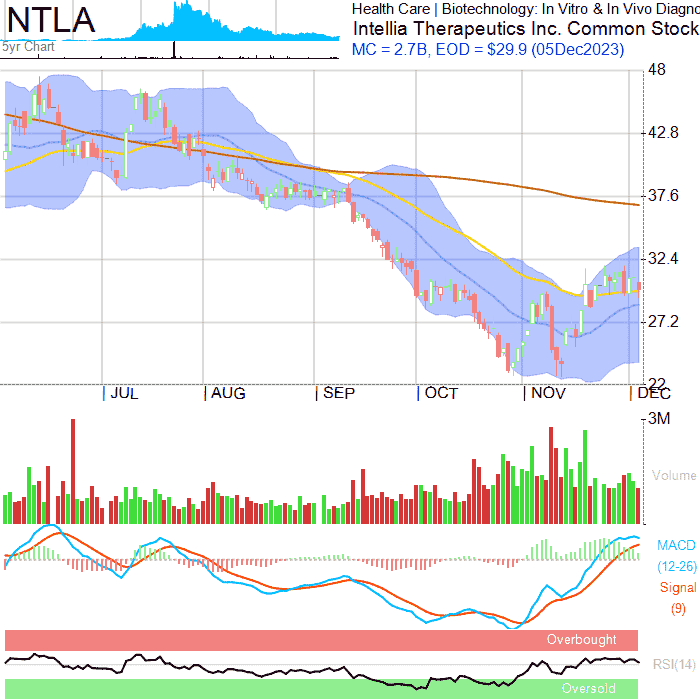 NTLA
5yr Chart
Health Care | Biotechnology: In Vitro & In Vivo Diagno
Intellia Therapeutics Inc. Common Stock
MC = 2.7B, EOD = $29.9 (05Dec2023)
48
42.8
37.6
32.4
27.2
22
| JUL | AUG | SEP | OCT | NOV | DEC
3M
Volume
MACD
(12-26)
Signal
(9)
Overbought
RSI(14)
Oversold